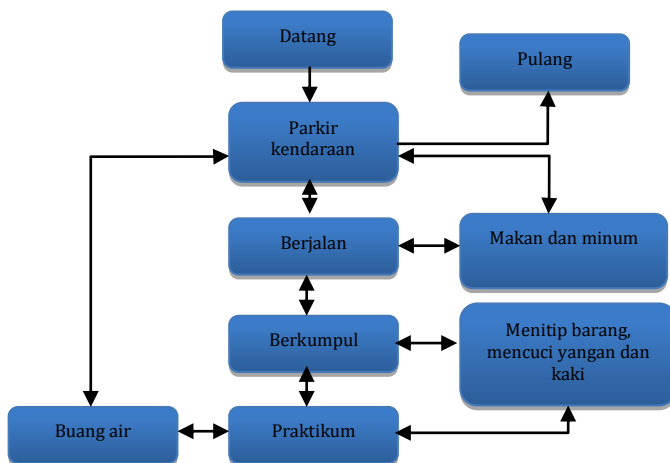 Datang
Pulang
Parkir
kendaraan
Berjalan
Makan dan minum
Berkumpul
Menitip barang,
mencuci yangan dan
kaki
Buang air
Praktikum